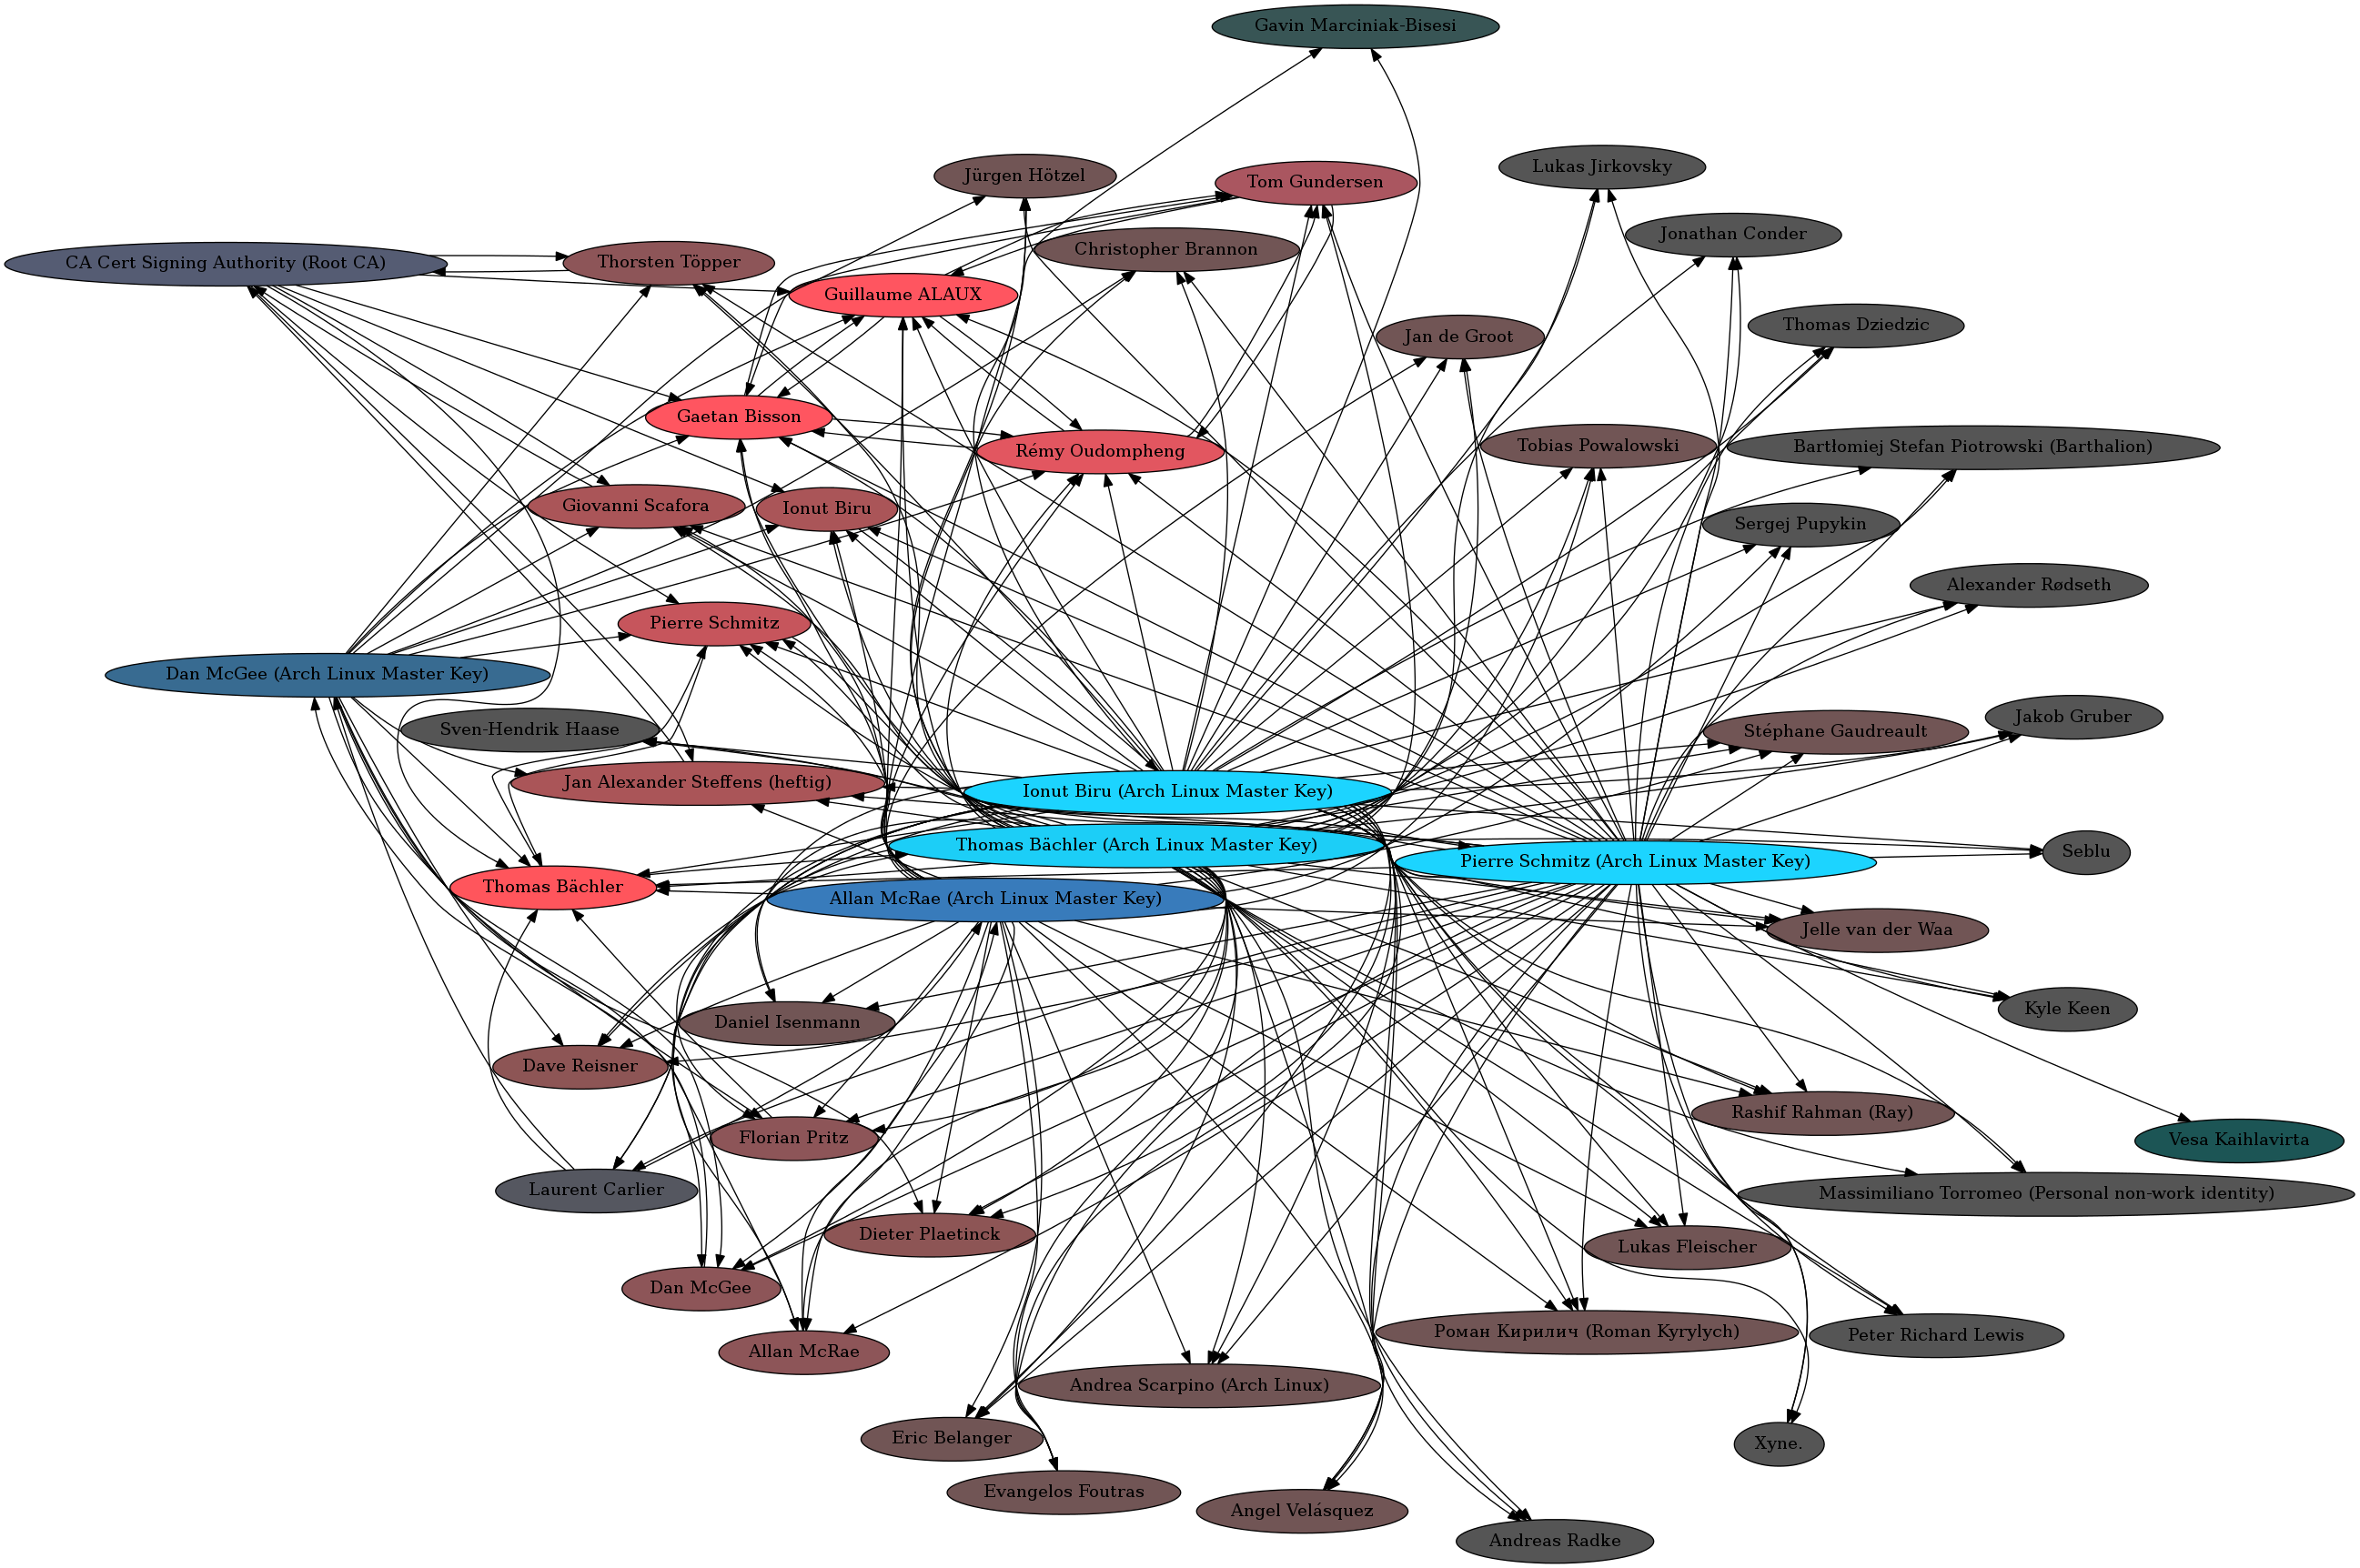 Gavin Marciniak-Bisesi
Lukas Jirkovsky
Jürgen Hötzel
Tom Gundersen
Jonathan Conder
Christopher Brannon
CA Cert Signing Authority (Root CA)
Thorsten Töpper
Guillaume ALAUX
Thomas Dziedzic
Jan de Groot
Gaetan Bisson
Tobias Powalowski
Bartłomiej Stefan Piotrowski (Barthalion)
Rémy Oudompheng
Giovanni Scafora
Ionut Biru
Sergej Pupykin
Alexander Rødseth
Pierre Schmitz
Dan McGee (Arch Linux Master Key)
Jakob Gruber
Sven-Hendrik Haase
Stéphane Gaudreault
Jan Alexander Steffens (heftig)
Ionut Biru (Arch Linux Master Key)
Thomas Bächler (Arch Linux Master Key)
Seblu
Pierre Schmitz (Arch Linux Master Key)
Thomas Bächler
Allan McRae (Arch Linux Master Key)
Jelle van der Waa
Kyle Keen
Daniel Isenmann
Dave Reisner
Rashif Rahman (Ray)
Florian Pritz
Vesa Kaihlavirta
Laurent Carlier
Massimiliano Torromeo (Personal non-work identity)
Dieter Plaetinck
Lukas Fleischer
Dan McGee
Роман Кирилич (Roman Kyrylych)
Peter Richard Lewis
Allan McRae
Andrea Scarpino (Arch Linux)
Eric Belanger
Xyne.
Evangelos Foutras
Angel Velásquez
Andreas Radke